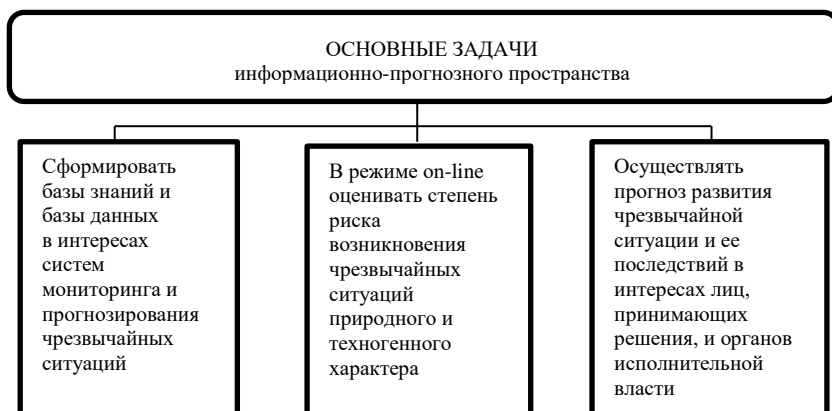 ОСНОВНЫЕ ЗАДАЧИ
информационно-прогнозного пространства
Сформировать
базы знаний и
базы данных
в интересах
систем
мониторинга и
прогнозирования
чрезвычайных
ситуаций
В режиме on-line
оценивать степень
риска
возникновения
чрезвычайных
ситуаций
природного и
техногенного
характера
Осуществлять
прогноз развития
чрезвычайной
ситуации и ее
последствий в
интересах лиц,
принимающих
решения, и органов
исполнительной
власти